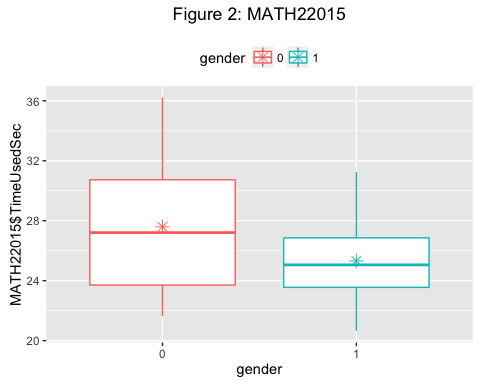 Figure 2: MATH22015
gender 0 1
MATH22015$TimeUsedSec
36
32
28
24
20
0 1
gender